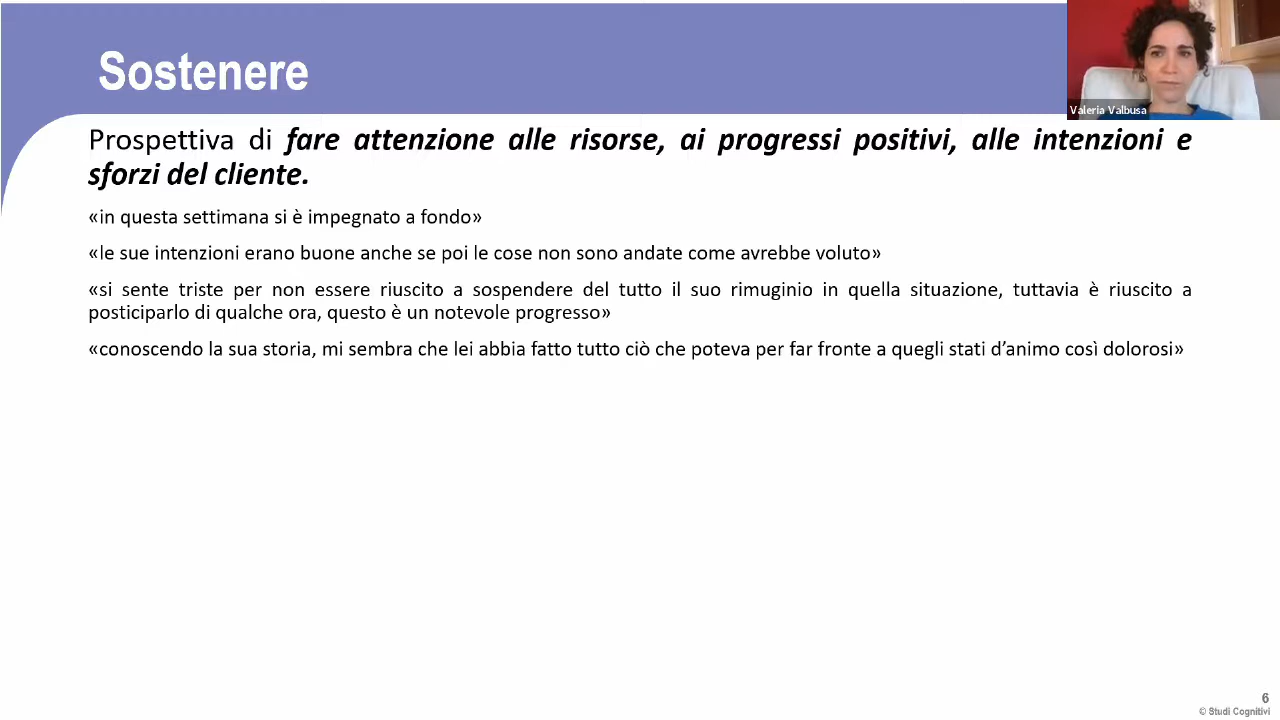 Sostenere
Valeria Valbusa
Prospettiva di fare attenzione alle risorse, ai progressi positivi, alle intenzioni e
sforzi del cliente.
«in questa settimana si è impegnato a fondo»
«le sue intenzioni erano buone anche se poi le cose non sono andate come avrebbe voluto»
«si sente triste per non essere riuscito a sospendere del tutto il suo rimuginio in quella situazione, tuttavia è riuscito a
posticiparlo di qualche ora, questo è un notevole progresso»
«conoscendo la sua storia, mi sembra che lei abbia fatto tutto ciò che poteva per far fronte a quegli stati d’animo così dolorosi»
6
© Studi Cognitivi